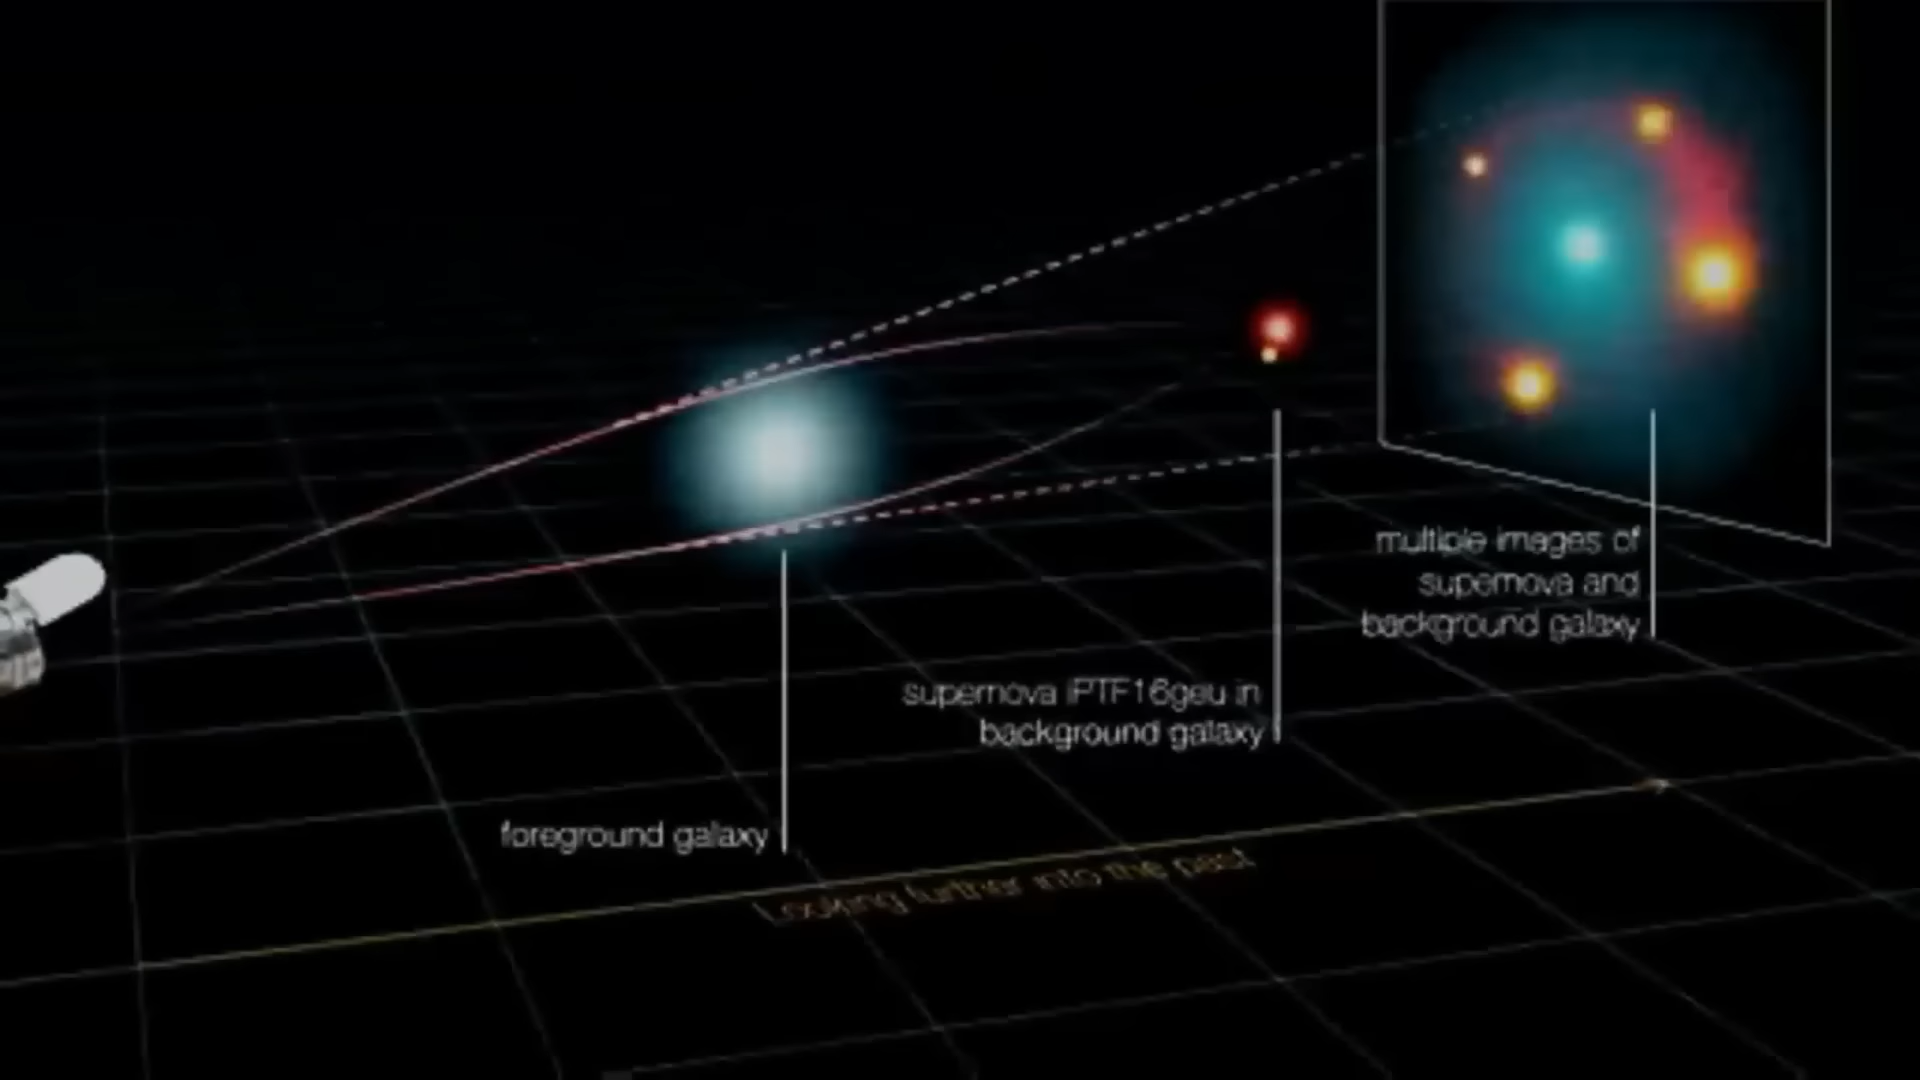 multiple images of
supernova and
background galaxy
supernova iPTF16geu in
background galaxy
foreground galaxy
Looking further into the past